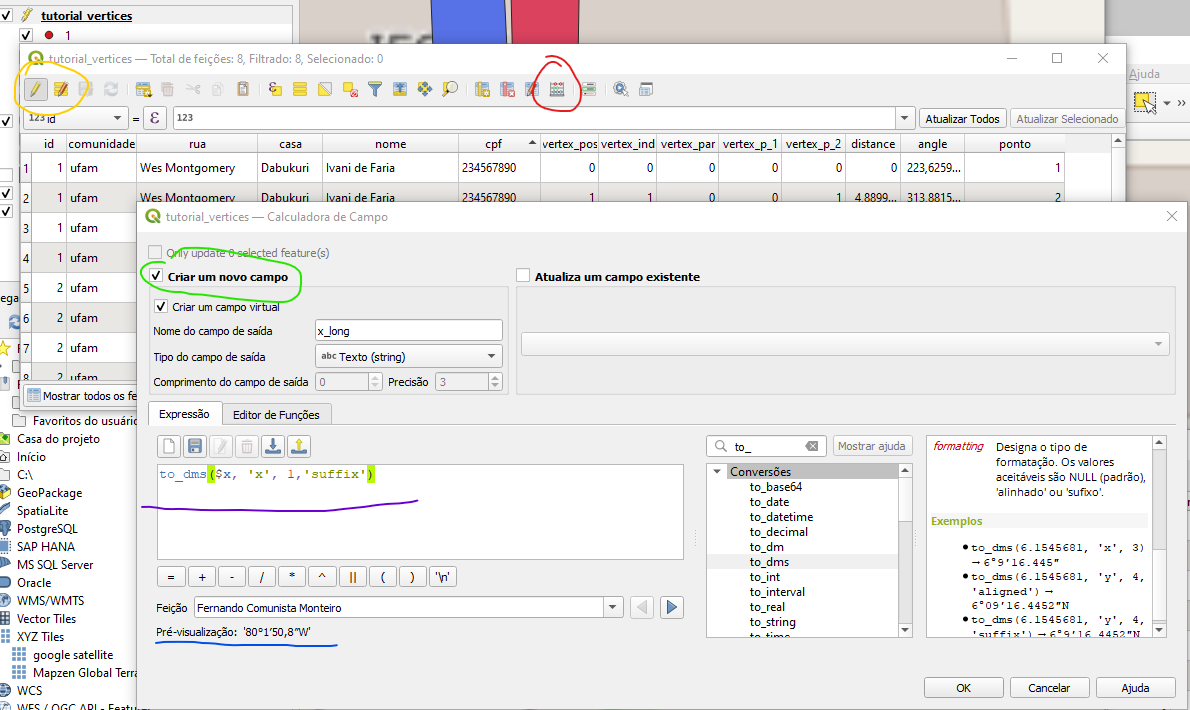 tutorial_vertices
1
tutorial_vertices — Total de feições: 8, Filtrado: 8, Selecionado: 0
Ajuda
123 id = ε 123 Atualizar Todos Atualizar Selecionado
id comunidade rua casa nome cpf vertex_pos vertex_ind vertex_par vertex_p_1 vertex_p_2 distance angle ponto
1 1 ufam Wes Montgomery Dabukuri Ivani de Faria 234567890 0 0 0 0 0 0 223,6259... 1
2 1 ufam Wes Montgomery Dabukuri Ivani de Faria 234567890 1 1 0 0 1 4.8899... 313.8815... 2
3 1 ufam
4 1 ufam
5 2 ufam
6 2 ufam
7 2 ufam
8 2 ufam
Mostrar todos os fe
tutorial_vertices — Calculadora de Campo
Only update 0 selected feature(s)
Criar um novo campo
Atualiza um campo existente
Criar um campo virtual
Nome do campo de saída x_long
Tipo do campo de saída abc Texto (string)
Comprimento do campo de saída 0 Precisão 3
Expressão Editor de Funções
to_dms($x, 'x', 1,'suffix')
= + - / * ^ || ( ) '\n'
Feição Fernando Comunista Monteiro
Pré-visualização: '80°1′50,8″W'
to_ Mostrar ajuda
Conversões
to_base64
to_date
to_datetime
to_decimal
to_dm
to_dms
to_int
to_interval
to_real
to_string
to_time
formatting Designa o tipo de
formatação. Os valores
aceitáveis são NULL (padrão),
'alinhado' ou 'sufixo'.
Exemplos
to_dms(6.1545681, 'x', 3)
→ 6°9′16.445″
to_dms(6.1545681, 'y', 4,
'aligned') →
6°09′16.4452″N
to_dms(6.1545681, 'y', 4,
'suffix') → 6°9′16.4452″N
OK Cancelar Ajuda
Favoritos do usuário
Casa do projeto
Início
C:\
GeoPackage
SpatiaLite
PostgreSQL
SAP HANA
MS SQL Server
Oracle
WMS/WMTS
Vector Tiles
XYZ Tiles
google satellite
Mapzen Global Terra
WCS
WFS / OGC API - Featur